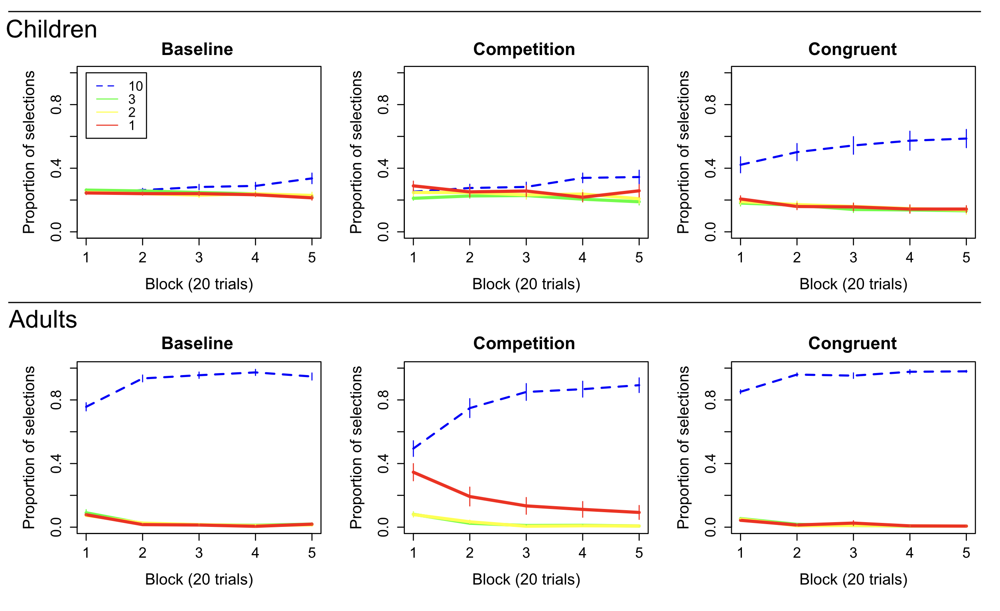 Children
Baseline
Competition
Congruent
Proportion of selections
0.0 0.4 0.8
10
3
2
1
1 2 3 4 5
Block (20 trials)
Proportion of selections
0.0 0.4 0.8
1 2 3 4 5
Block (20 trials)
Proportion of selections
0.0 0.4 0.8
1 2 3 4 5
Block (20 trials)
Adults
Baseline
Competition
Congruent
Proportion of selections
0.0 0.4 0.8
1 2 3 4 5
Block (20 trials)
Proportion of selections
0.0 0.4 0.8
1 2 3 4 5
Block (20 trials)
Proportion of selections
0.0 0.4 0.8
1 2 3 4 5
Block (20 trials)